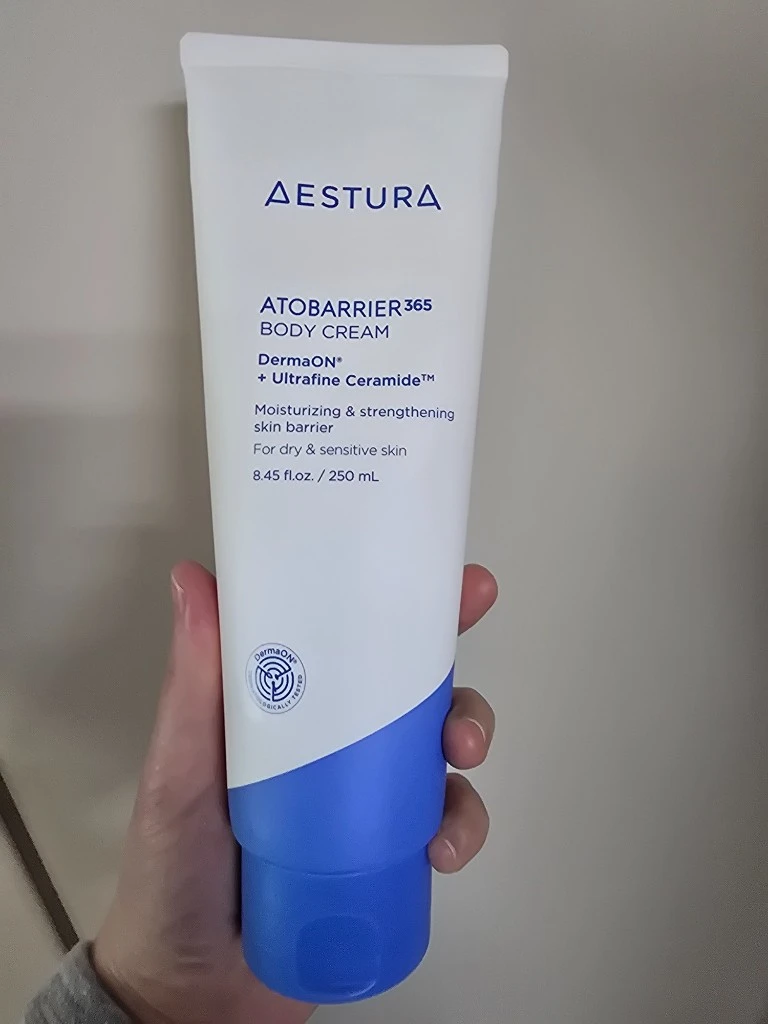 AESTURA
ATOBARRIER365
BODY CREAM
DermaON®
+ Ultrafine Ceramide™
Moisturizing & strengthening
skin barrier
For dry & sensitive skin
8.45 fl.oz. / 250 mL
DermaON®
TESTED